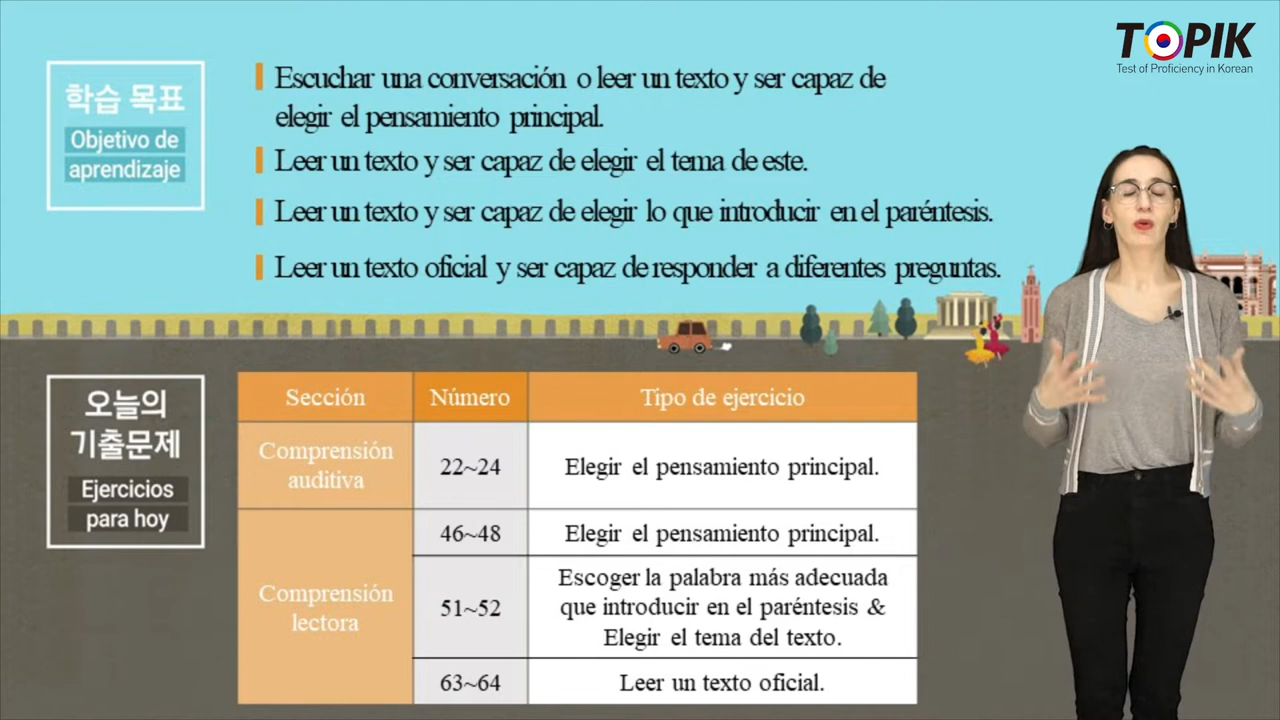 TOPIK
Test of Proficiency in Korean
학습 목표
Objetivo de
aprendizaje
Escuchar una conversación o leer un texto y ser capaz de
elegir el pensamiento principal.
Leer un texto y ser capaz de elegir el tema de este.
Leer un texto y ser capaz de elegir lo que introducir en el paréntesis.
Leer un texto oficial y ser capaz de responder a diferentes preguntas.
오늘의
기출문제
Ejercicios
para hoy
Sección Número Tipo de ejercicio
Comprensión
auditiva
22~24 Elegir el pensamiento principal.
Comprensión
lectora
46~48 Elegir el pensamiento principal.
51~52
Escoger la palabra más adecuada
que introducir en el paréntesis &
Elegir el tema del texto.
63~64 Leer un texto oficial.